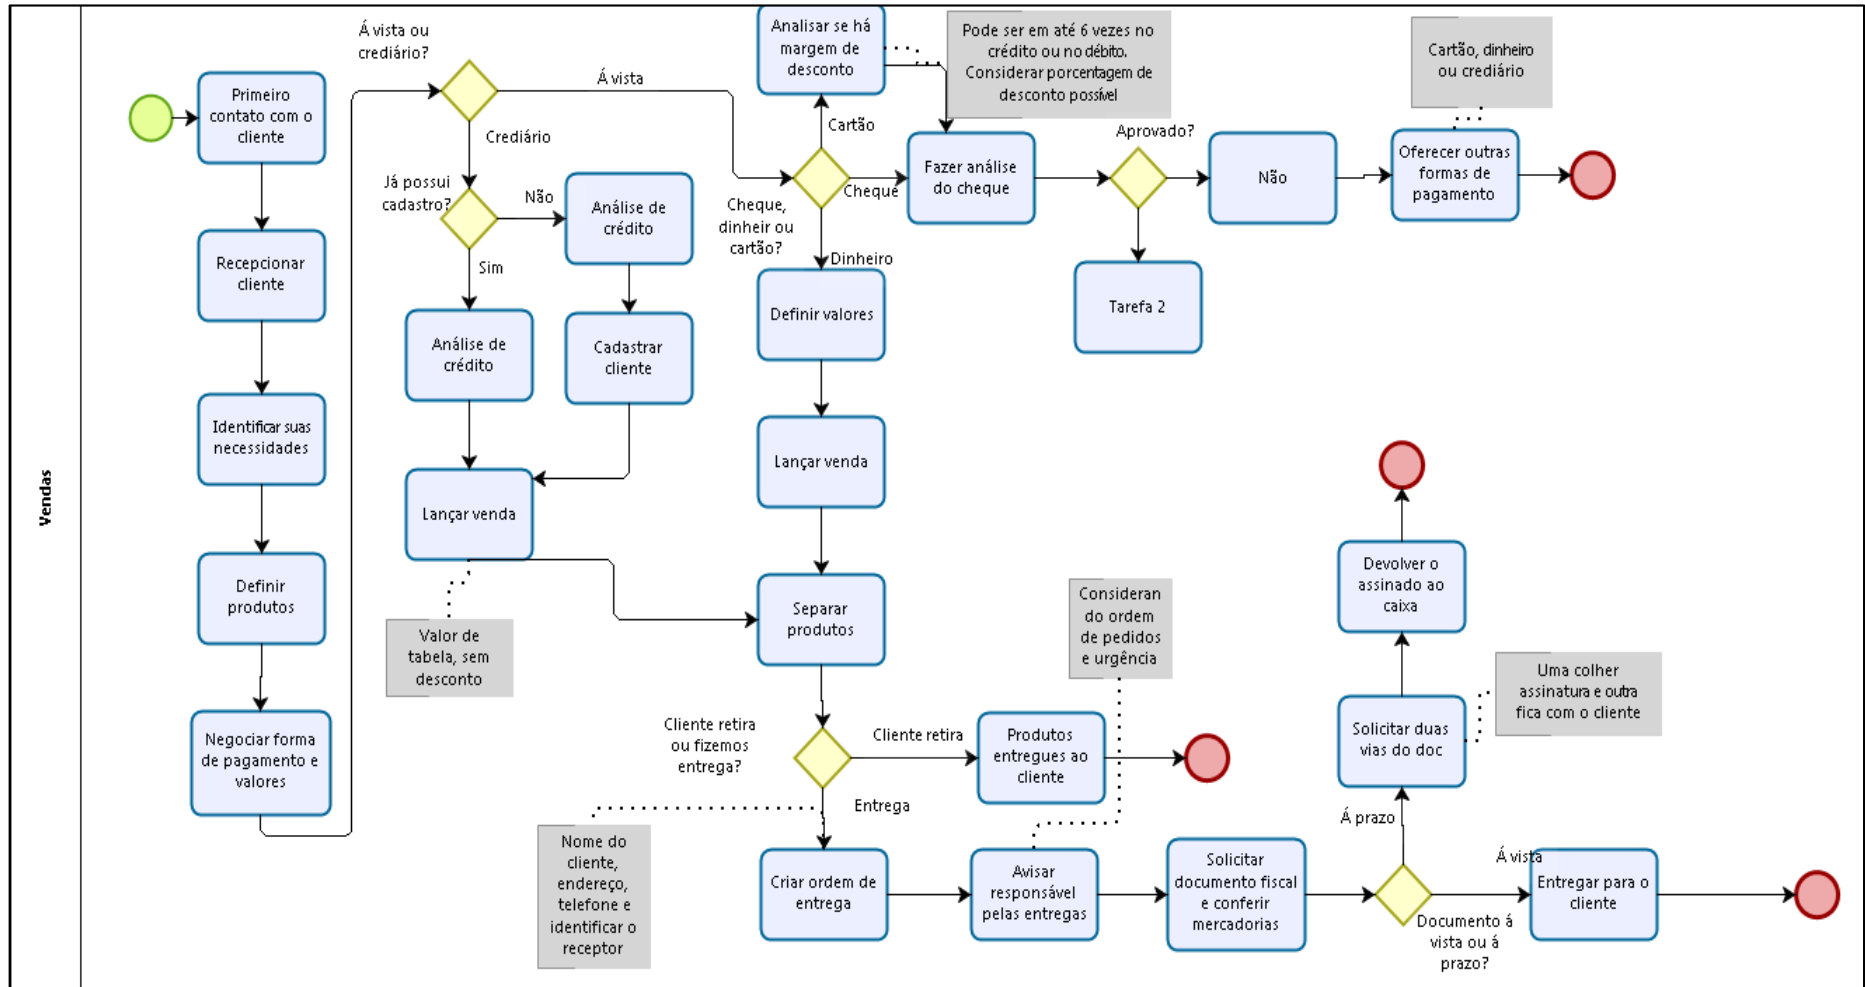 Vendas
Primeiro
contato com o
cliente
Recepcionar
cliente
Identificar suas
necessidades
Definir
produtos
Negociar forma
de pagamento e
valores
Á vista ou
crediário?
Á vista
Crediário
Já possui
cadastro?
Não
Sim
Análise de
crédito
Análise de
crédito
Cadastrar
cliente
Lançar venda
Valor de
tabela, sem
desconto
Analisar se há
margem de
desconto
Pode ser em até 6 vezes no
crédito ou no débito.
Considerar porcentagem de
desconto possível
Cartão
Cheque
Cheque,
dinheir ou
cartão?
Dinheiro
Fazer análise
do cheque
Aprovado?
Não
Tarefa 2
Cartão, dinheiro
ou crediário
Oferecer outras
formas de
pagamento
Definir valores
Lançar venda
Separar
produtos
Cliente retira
ou fizemos
entrega?
Cliente retira
Produtos
entregues ao
cliente
Entrega
Nome do
cliente,
endereço,
telefone e
identificar o
receptor
Criar ordem de
entrega
Consideran
do ordem
de pedidos
e urgência
Avisar
responsável
pelas entregas
Solicitar
documento fiscal
e conferir
mercadorias
Documento á
vista ou á
prazo?
Á prazo
Á vista
Solicitar duas
vias do doc
Uma colher
assinatura e outra
fica com o cliente
Devolver o
assinado ao
caixa
Entregar para o
cliente